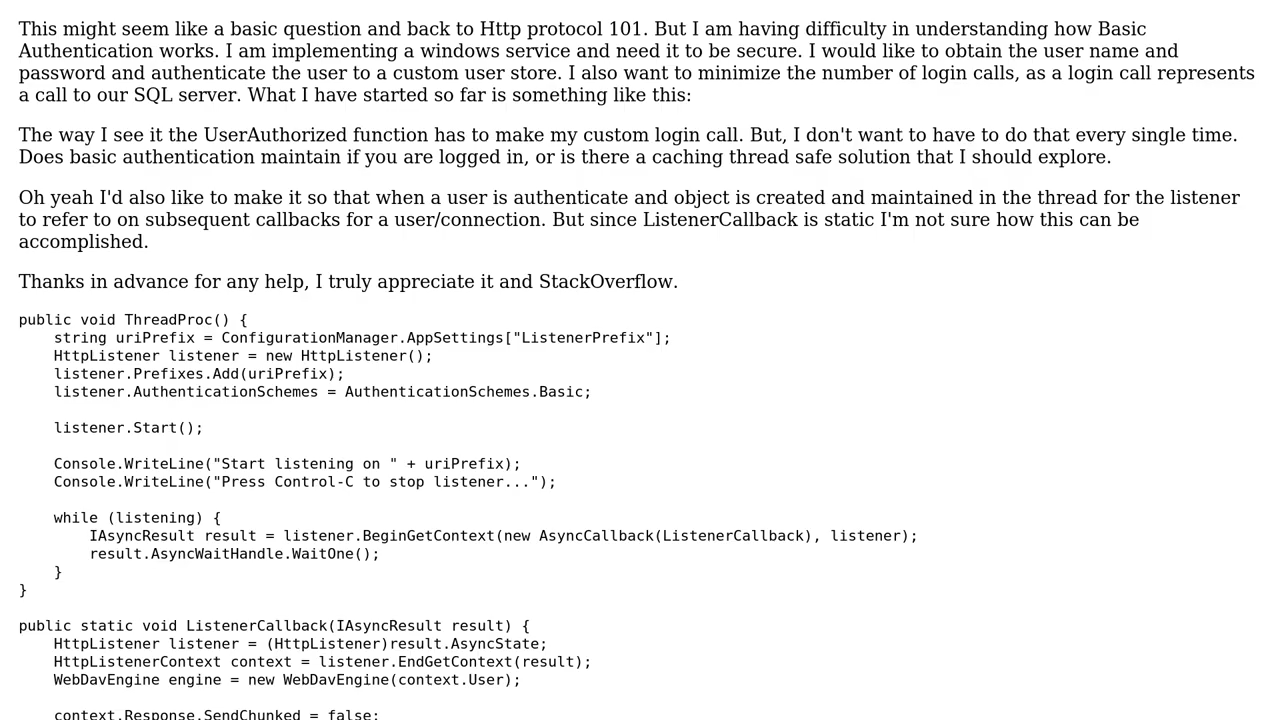 This might seem like a basic question and back to Http protocol 101. But I am having difficulty in understanding how Basic
Authentication works. I am implementing a windows service and need it to be secure. I would like to obtain the user name and
password and authenticate the user to a custom user store. I also want to minimize the number of login calls, as a login call represents
a call to our SQL server. What I have started so far is something like this:
The way I see it the UserAuthorized function has to make my custom login call. But, I don't want to have to do that every single time.
Does basic authentication maintain if you are logged in, or is there a caching thread safe solution that I should explore.
Oh yeah I'd also like to make it so that when a user is authenticate and object is created and maintained in the thread for the listener
to refer to on subsequent callbacks for a user/connection. But since ListenerCallback is static I'm not sure how this can be
accomplished.
Thanks in advance for any help, I truly appreciate it and StackOverflow.
public void ThreadProc() {
    string uriPrefix = ConfigurationManager.AppSettings["ListenerPrefix"];
    HttpListener listener = new HttpListener();
    listener.Prefixes.Add(uriPrefix);
    listener.AuthenticationSchemes = AuthenticationSchemes.Basic;
    listener.Start();
    Console.WriteLine("Start listening on " + uriPrefix);
    Console.WriteLine("Press Control-C to stop listener...");
    while (listening) {
        IAsyncResult result = listener.BeginGetContext(new AsyncCallback(ListenerCallback), listener);
        result.AsyncWaitHandle.WaitOne();
    }
}
public static void ListenerCallback(IAsyncResult result) {
    HttpListener listener = (HttpListener)result.AsyncState;
    HttpListenerContext context = listener.EndGetContext(result);
    WebDavEngine engine = new WebDavEngine(context.User);
    context.Response.SendChunked = false;